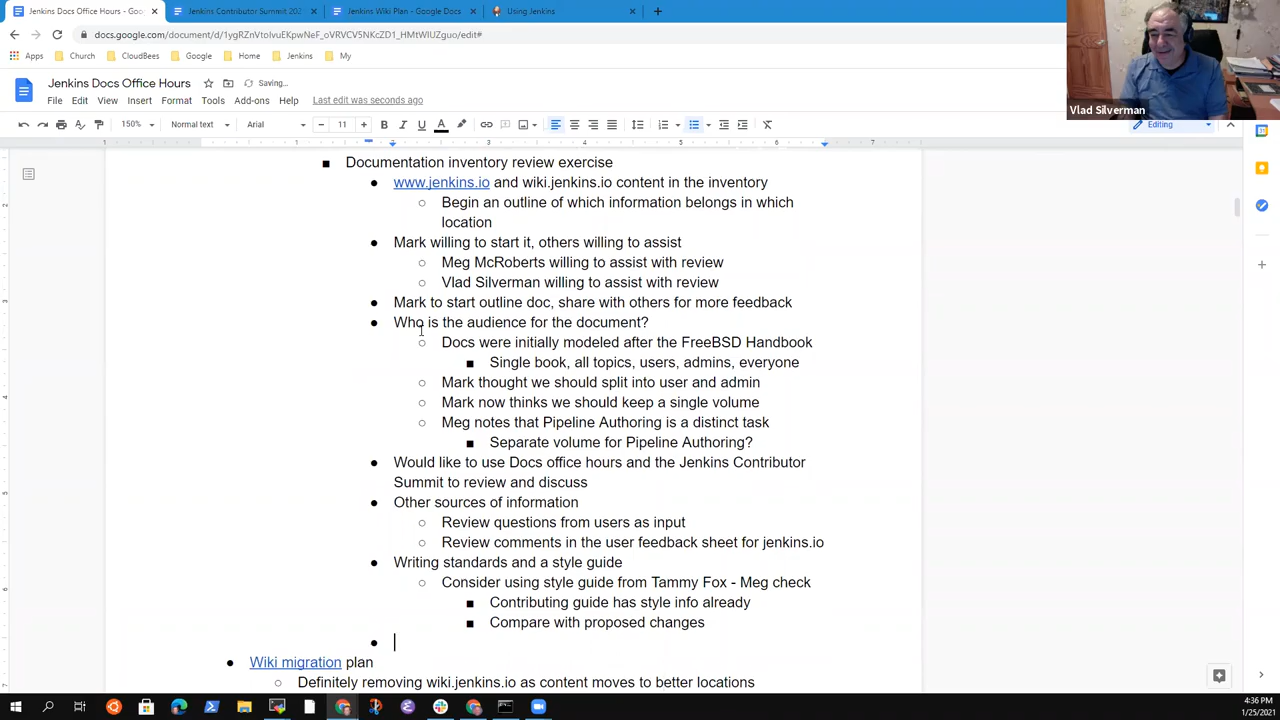 Jenkins Docs Office Hours - Goo
Jenkins Contributor Summit 202
Jenkins Wiki Plan - Google Docs
Using Jenkins
docs.google.com/document/d/1ygRZnVtoIvuEKpwNeF_oVRVCV5NKcZD1_HMtWIUZguo/edit#
Apps
Church
CloudBees
Google
Home
Jenkins
My
Jenkins Docs Office Hours
Saving...
File Edit View Insert Format Tools Add-ons Help Last edit was seconds ago
Vlad Silverman
150%
Normal text
Arial
11
Editing
Documentation inventory review exercise
www.jenkins.io and wiki.jenkins.io content in the inventory
Begin an outline of which information belongs in which
location
Mark willing to start it, others willing to assist
Meg McRoberts willing to assist with review
Vlad Silverman willing to assist with review
Mark to start outline doc, share with others for more feedback
Who is the audience for the document?
Docs were initially modeled after the FreeBSD Handbook
Single book, all topics, users, admins, everyone
Mark thought we should split into user and admin
Mark now thinks we should keep a single volume
Meg notes that Pipeline Authoring is a distinct task
Separate volume for Pipeline Authoring?
Would like to use Docs office hours and the Jenkins Contributor
Summit to review and discuss
Other sources of information
Review questions from users as input
Review comments in the user feedback sheet for jenkins.io
Writing standards and a style guide
Consider using style guide from Tammy Fox - Meg check
Contributing guide has style info already
Compare with proposed changes
Wiki migration plan
Definitely removing wiki.jenkins.io as content moves to better locations
4:36 PM
1/25/2021